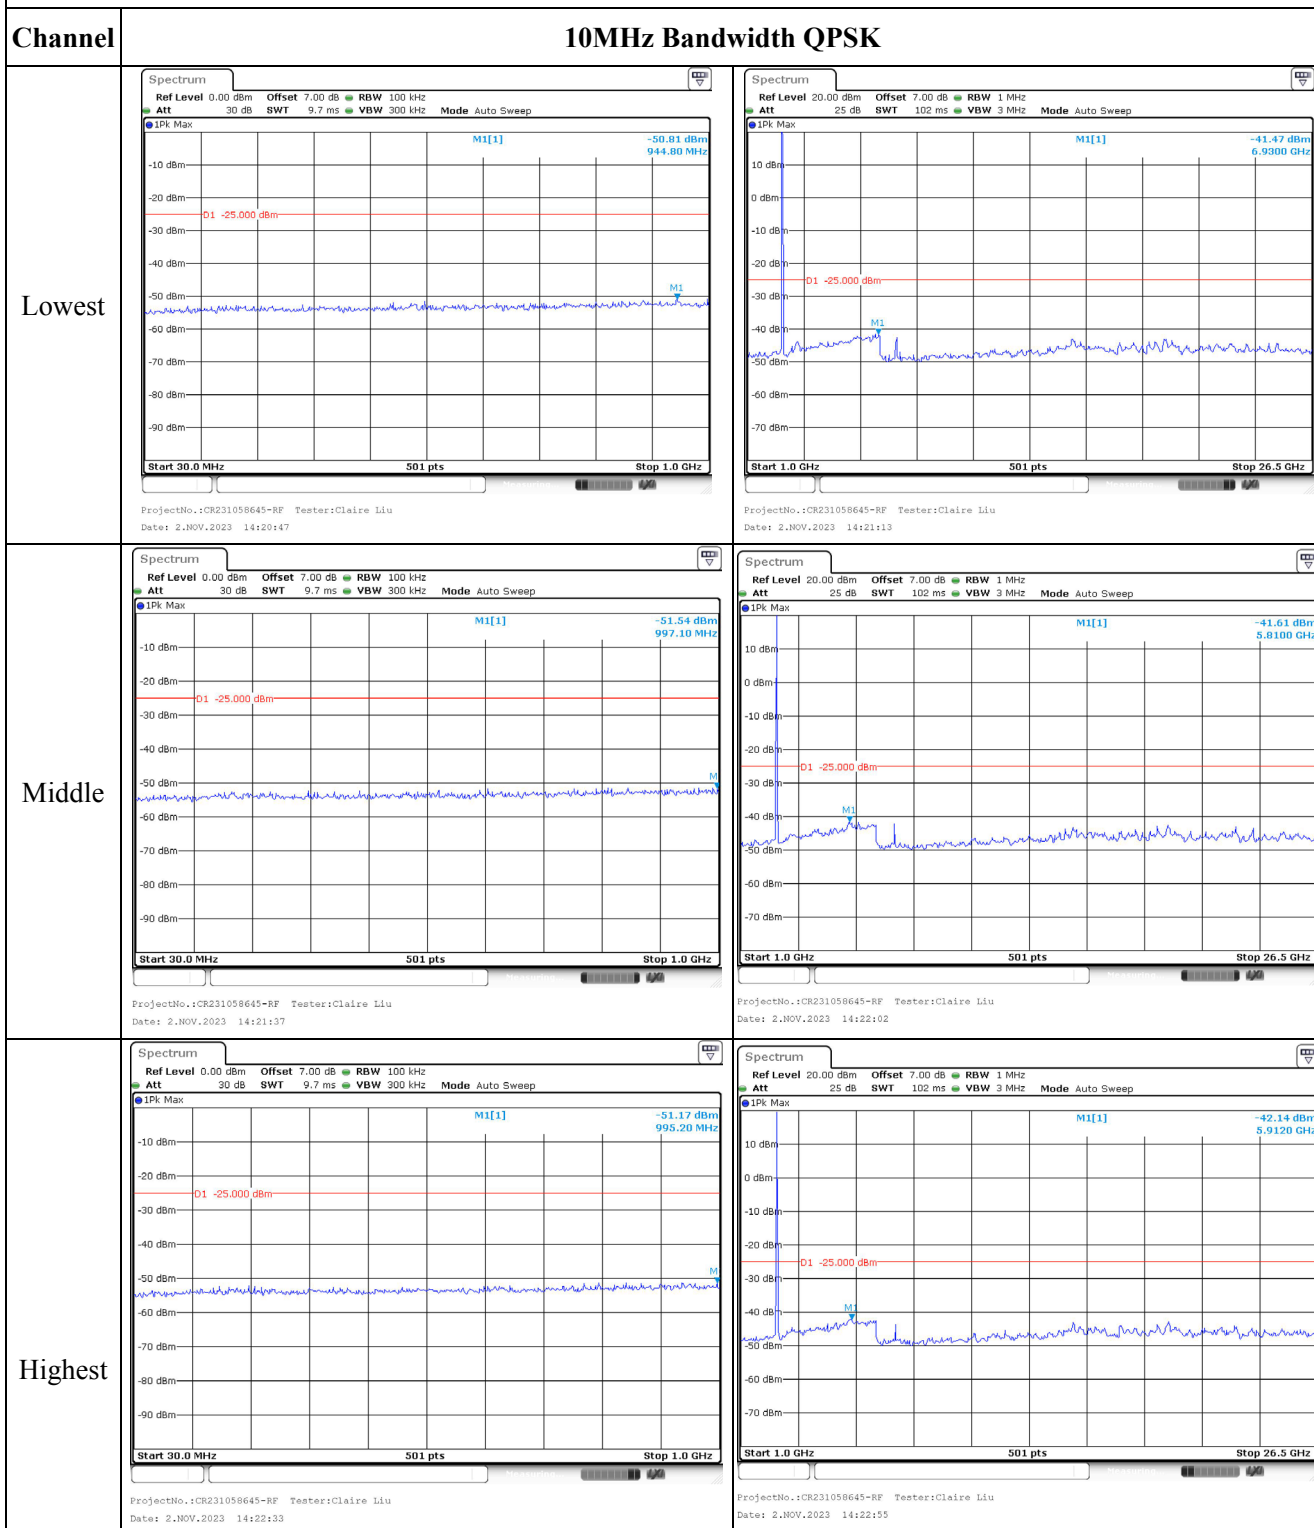 Channel 10MHz Bandwidth QPSK
Lowest
Spectrum
Ref Level 0.00 dBm Offset 7.00 dB RBW 100 kHz
Att 30 dB SWT 9.7 ms VBW 300 kHz Mode Auto Sweep
1Pk Max
M1[1] -50.81 dBm
944.80 MHz
-10 dBm
-20 dBm
D1 -25.000 dBm
-30 dBm
-40 dBm
-50 dBm
M1
-60 dBm
-70 dBm
-80 dBm
-90 dBm
Start 30.0 MHz 501 pts Stop 1.0 GHz
ProjectNo.:CR231058645-RF Tester:Claire Liu
Date: 2.NOV.2023 14:20:47
Spectrum
Ref Level 20.00 dBm Offset 7.00 dB RBW 1 MHz
Att 25 dB SWT 102 ms VBW 3 MHz Mode Auto Sweep
1Pk Max
M1[1] -41.47 dBm
6.9300 GHz
10 dBm
0 dBm
-10 dBm
-20 dBm
D1 -25.000 dBm
-30 dBm
M1
-40 dBm
-50 dBm
-60 dBm
-70 dBm
Start 1.0 GHz 501 pts Stop 26.5 GHz
ProjectNo.:CR231058645-RF Tester:Claire Liu
Date: 2.NOV.2023 14:21:13
Middle
Spectrum
Ref Level 0.00 dBm Offset 7.00 dB RBW 100 kHz
Att 30 dB SWT 9.7 ms VBW 300 kHz Mode Auto Sweep
1Pk Max
M1[1] -51.54 dBm
997.10 MHz
-10 dBm
-20 dBm
D1 -25.000 dBm
-30 dBm
-40 dBm
-50 dBm
M
-60 dBm
-70 dBm
-80 dBm
-90 dBm
Start 30.0 MHz 501 pts Stop 1.0 GHz
ProjectNo.:CR231058645-RF Tester:Claire Liu
Date: 2.NOV.2023 14:21:37
Spectrum
Ref Level 20.00 dBm Offset 7.00 dB RBW 1 MHz
Att 25 dB SWT 102 ms VBW 3 MHz Mode Auto Sweep
1Pk Max
M1[1] -41.61 dBm
5.8100 GHz
10 dBm
0 dBm
-10 dBm
-20 dBm
D1 -25.000 dBm
-30 dBm
M1
-40 dBm
-50 dBm
-60 dBm
-70 dBm
Start 1.0 GHz 501 pts Stop 26.5 GHz
ProjectNo.:CR231058645-RF Tester:Claire Liu
Date: 2.NOV.2023 14:22:02
Highest
Spectrum
Ref Level 0.00 dBm Offset 7.00 dB RBW 100 kHz
Att 30 dB SWT 9.7 ms VBW 300 kHz Mode Auto Sweep
1Pk Max
M1[1] -51.17 dBm
995.20 MHz
-10 dBm
-20 dBm
D1 -25.000 dBm
-30 dBm
-40 dBm
-50 dBm
M
-60 dBm
-70 dBm
-80 dBm
-90 dBm
Start 30.0 MHz 501 pts Stop 1.0 GHz
ProjectNo.:CR231058645-RF Tester:Claire Liu
Date: 2.NOV.2023 14:22:33
Spectrum
Ref Level 20.00 dBm Offset 7.00 dB RBW 1 MHz
Att 25 dB SWT 102 ms VBW 3 MHz Mode Auto Sweep
1Pk Max
M1[1] -42.14 dBm
5.9120 GHz
10 dBm
0 dBm
-10 dBm
-20 dBm
D1 -25.000 dBm
-30 dBm
M1
-40 dBm
-50 dBm
-60 dBm
-70 dBm
Start 1.0 GHz 501 pts Stop 26.5 GHz
ProjectNo.:CR231058645-RF Tester:Claire Liu
Date: 2.NOV.2023 14:22:55